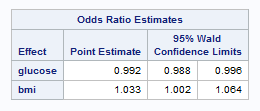 Odds Ratio Estimates
Effect Point Estimate 95% Wald Confidence Limits
glucose 0.992 0.988 0.996
bmi 1.033 1.002 1.064